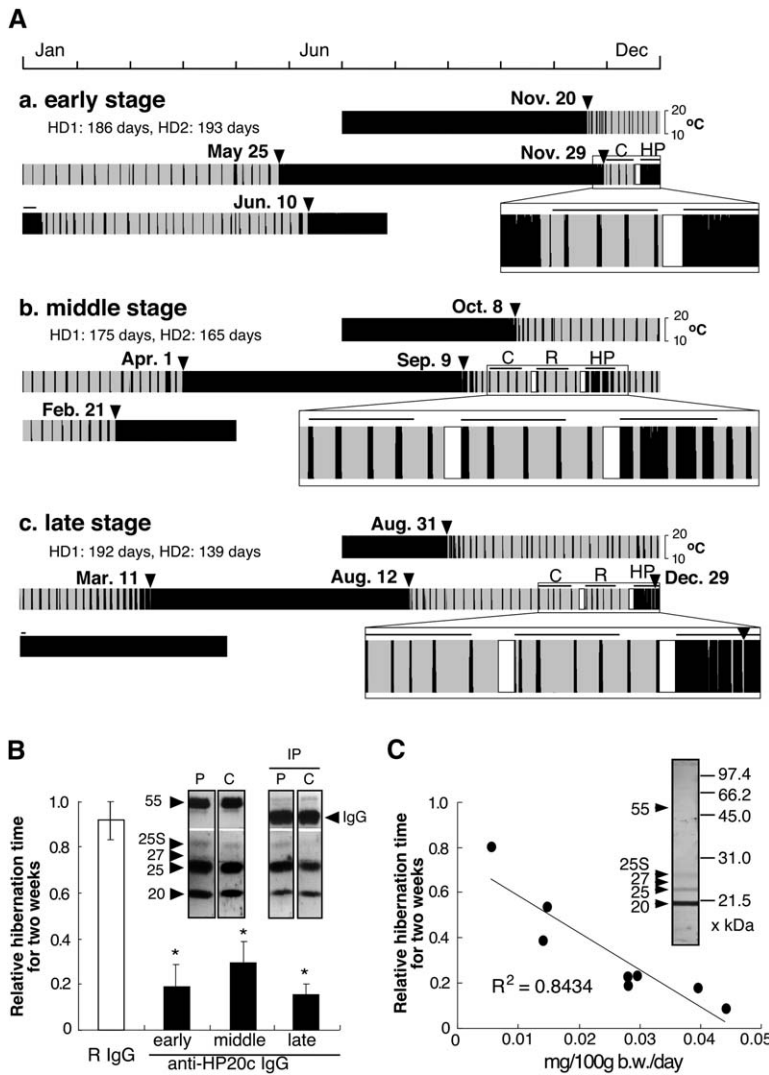 A
Jan Jun Dec
a. early stage
HD1: 186 days, HD2: 193 days
Nov. 20
20
10
ºC
May 25
Nov. 29
C HP
Jun. 10
b. middle stage
HD1: 175 days, HD2: 165 days
Oct. 8
20
10
ºC
Apr. 1
Sep. 9
C R HP
Feb. 21
c. late stage
HD1: 192 days, HD2: 139 days
Aug. 31
20
10
ºC
Mar. 11
Aug. 12
C R HP
Dec. 29
B
Relative hibernation time
for two weeks
1.0
0.8
0.6
0.4
0.2
0
P C
IP
P C
55
IgG
25S
27
25
20
* * *
R IgG
early middle late
anti-HP20c IgG
C
Relative hibernation time
for two weeks
1.0
0.8
0.6
0.4
0.2
0
55
25S
27
25
20
97.4
66.2
45.0
31.0
21.5
x kDa
R² = 0.8434
0 0.01 0.02 0.03 0.04 0.05
mg/100g b.w./day